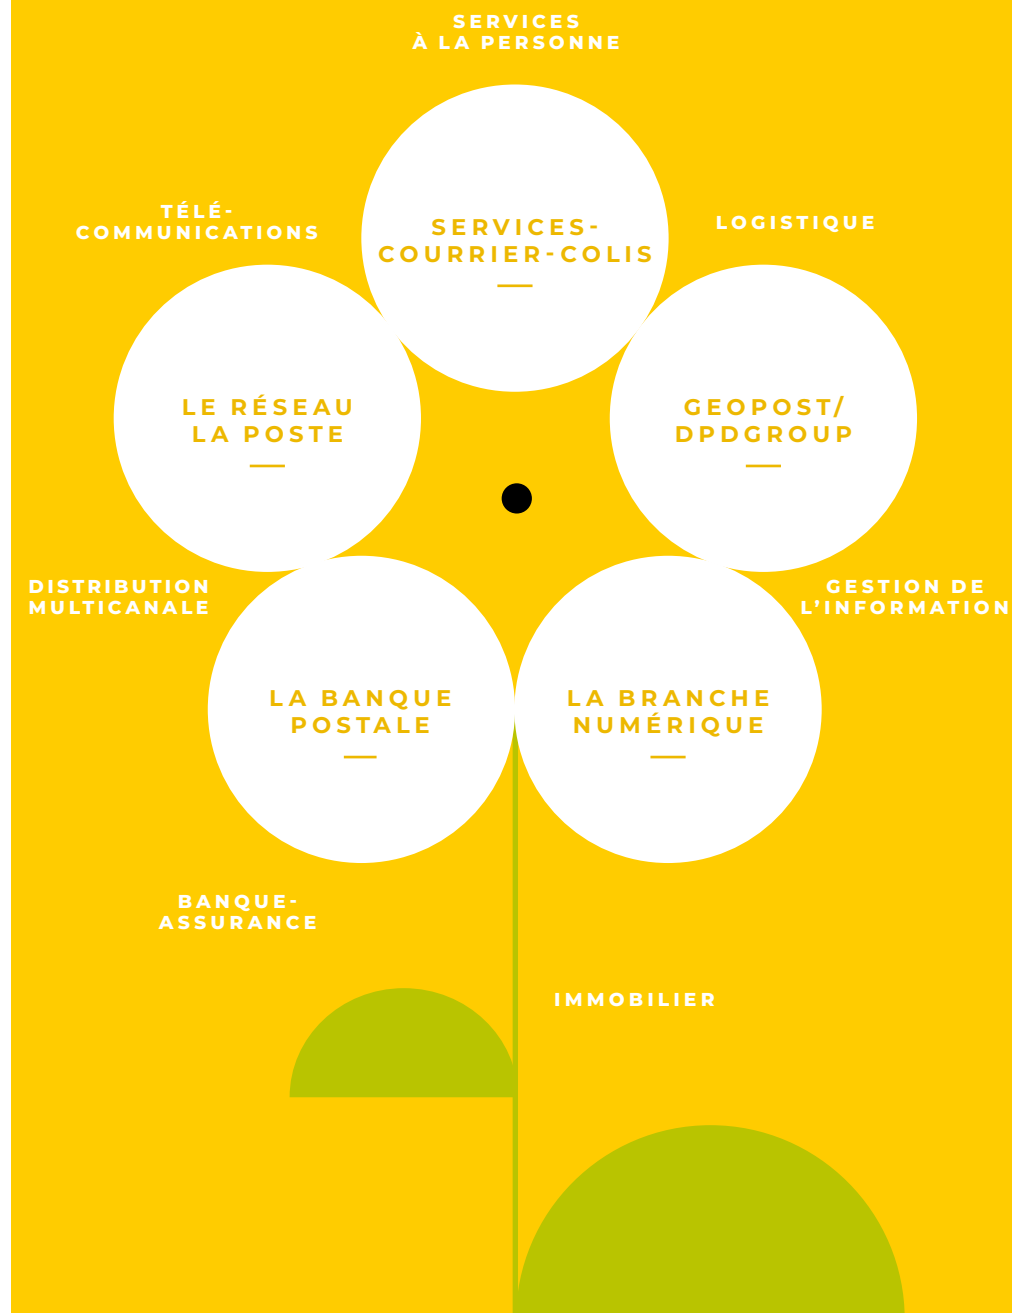 SERVICES
À LA PERSONNE
TÉLÉ-
COMMUNICATIONS
LOGISTIQUE
SERVICES-
COURRIER-COLIS
LE RÉSEAU
LA POSTE
GEOPOST/
DPDGROUP
DISTRIBUTION
MULTICANALE
GESTION DE
L’INFORMATION
LA BANQUE
POSTALE
LA BRANCHE
NUMÉRIQUE
BANQUE-
ASSURANCE
IMMOBILIER